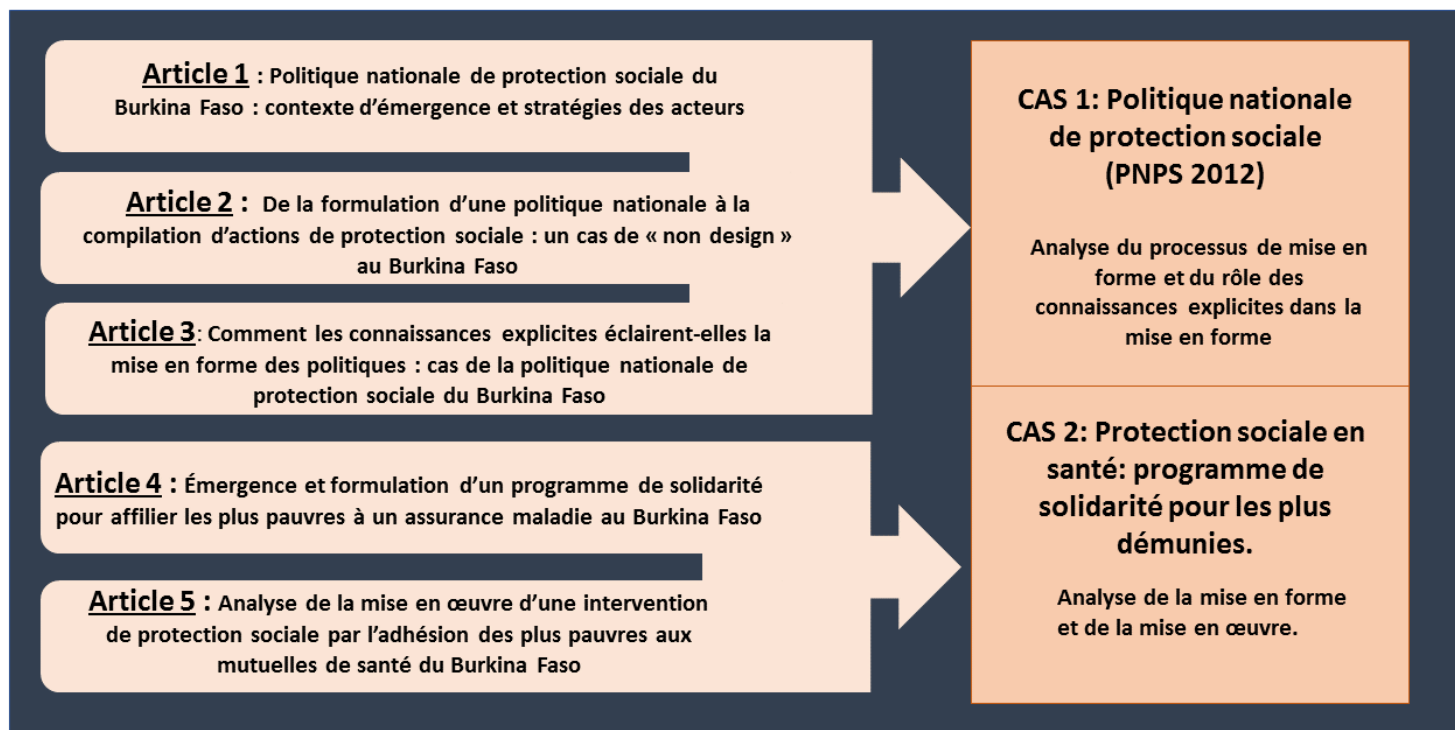 Article 1 : Politique nationale de protection sociale du
Burkina Faso : contexte d’émergence et stratégies des acteurs
Article 2 : De la formulation d’une politique nationale à la
compilation d’actions de protection sociale : un cas de « non design »
au Burkina Faso
Article 3: Comment les connaissances explicites éclairent-elles la
mise en forme des politiques : cas de la politique nationale de
protection sociale du Burkina Faso
Article 4 : Émergence et formulation d’un programme de solidarité
pour affilier les plus pauvres à un assurance maladie au Burkina Faso
Article 5 : Analyse de la mise en œuvre d’une intervention
de protection sociale par l’adhésion des plus pauvres aux
mutuelles de santé du Burkina Faso
CAS 1: Politique nationale
de protection sociale
(PNPS 2012)
Analyse du processus de mise en
forme et du rôle des
connaissances explicites dans la
mise en forme
CAS 2: Protection sociale en
santé: programme de
solidarité pour les plus
démunies.
Analyse de la mise en forme
et de la mise en œuvre.